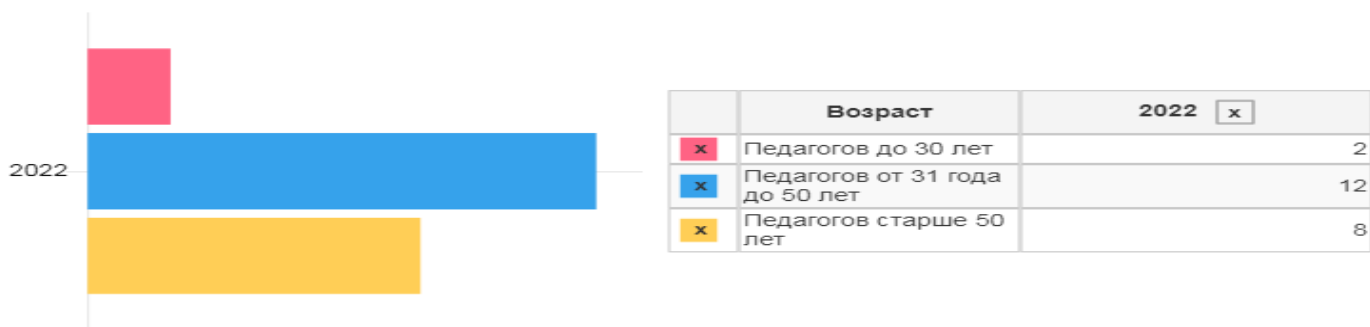 2022
Возраст 2022 x
x Педагогов до 30 лет 2
x Педагогов от 31 года
до 50 лет 12
x Педагогов старше 50
лет 8